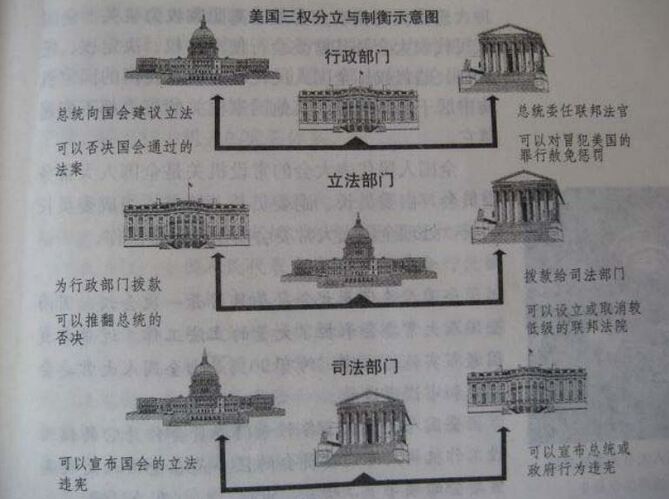 美国三权分立与制衡示意图
行政部门
总统向国会建议立法
可以否决国会通过的
法案
总统委任联邦法官
可以对冒犯美国的
罪行赦免惩罚
立法部门
为行政部门拨款
可以推翻总统的
否决
拨款给司法部门
可以设立或取消较
低级的联邦法院
司法部门
可以宣布国会的立法
违宪
可以宣布总统或
政府行为违宪